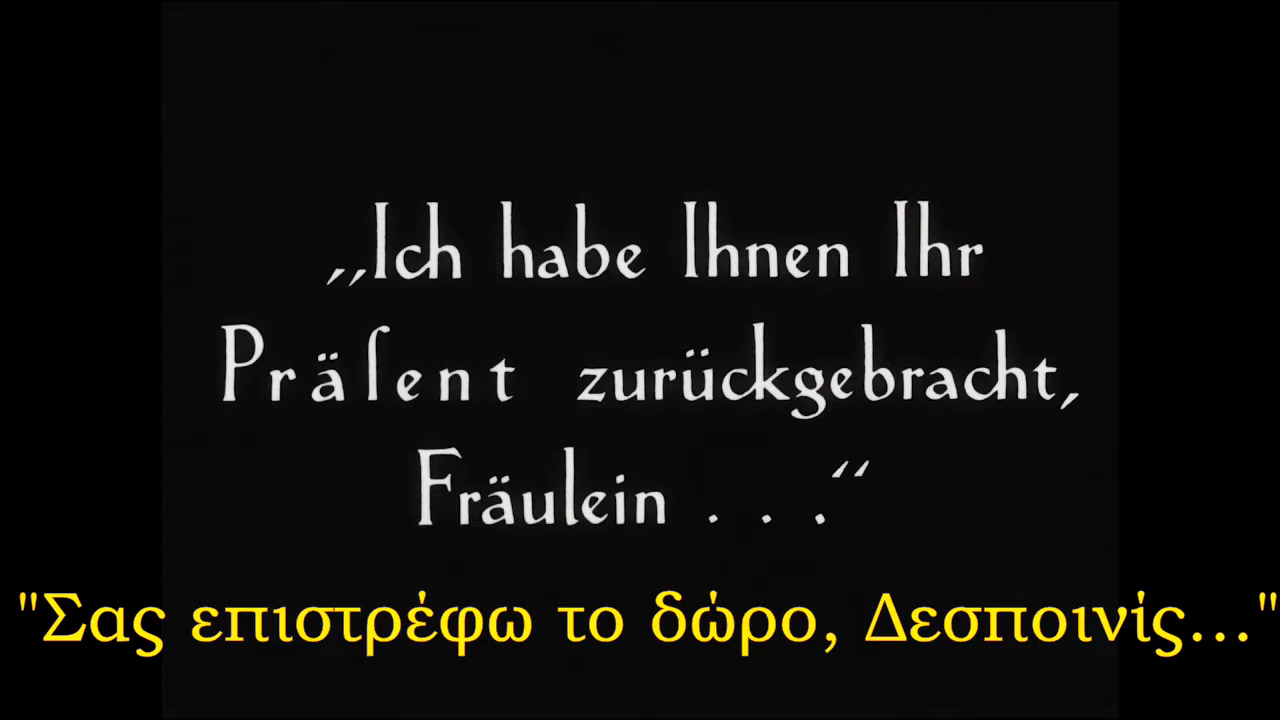 „Ich habe Ihnen Ihr
Präſent zurückgebracht,
Fräulein . . .“
"Σας επιστρέφω το δώρο, Δεσποινίς..."